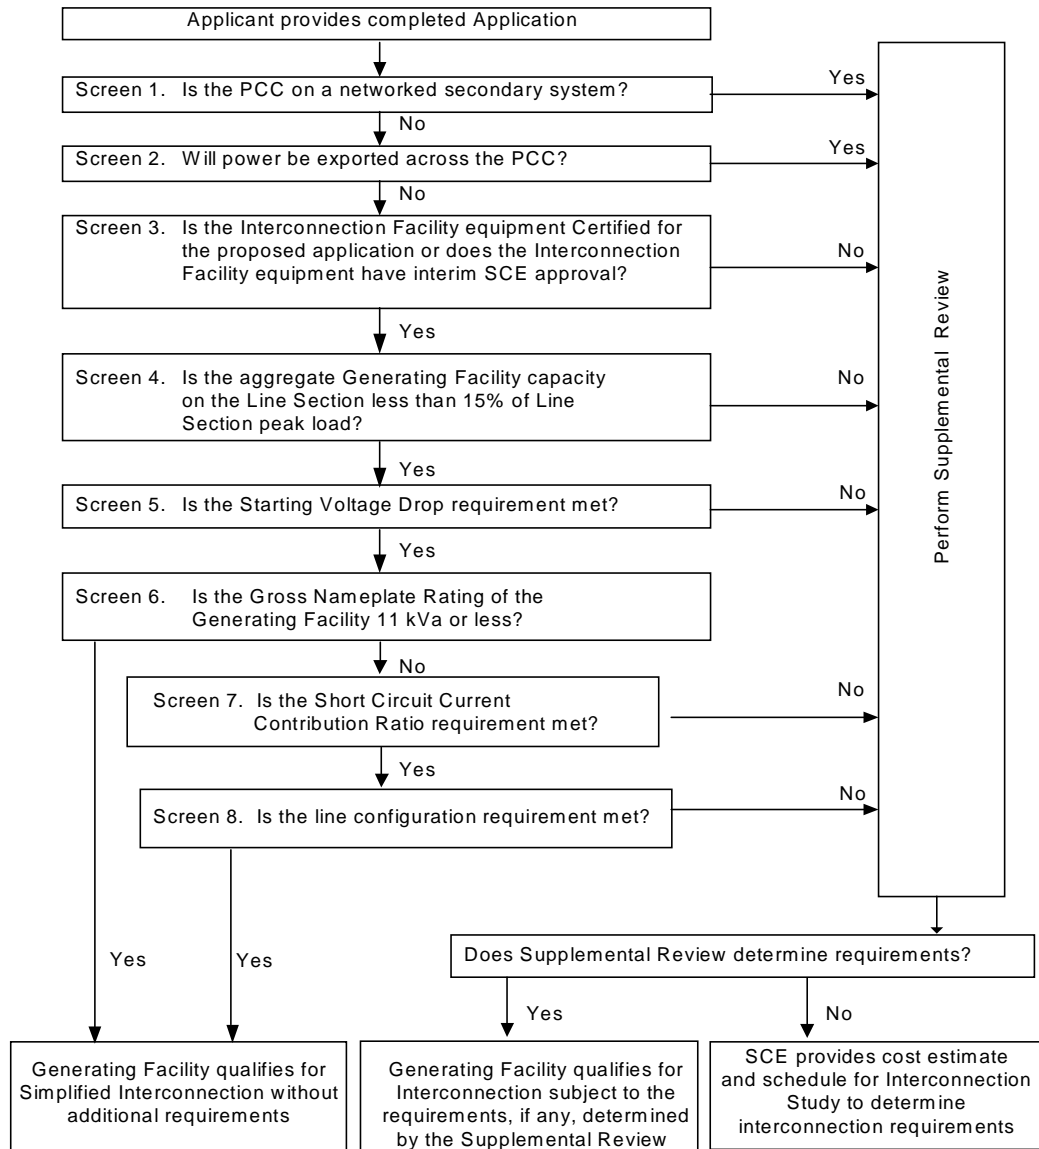 Applicant provides completed Application
Screen 1. Is the PCC on a networked secondary system?
Yes
No
Screen 2. Will power be exported across the PCC?
Yes
No
Screen 3. Is the Interconnection Facility equipment Certified for
the proposed application or does the Interconnection
Facility equipment have interim SCE approval?
No
Yes
Screen 4. Is the aggregate Generating Facility capacity
on the Line Section less than 15% of Line
Section peak load?
No
Yes
Screen 5. Is the Starting Voltage Drop requirement met?
No
Yes
Screen 6. Is the Gross Nameplate Rating of the
Generating Facility 11 kVa or less?
No
Screen 7. Is the Short Circuit Current
Contribution Ratio requirement met?
No
Yes
Screen 8. Is the line configuration requirement met?
No
Perform Supplemental Review
Yes
Yes
Does Supplemental Review determine requirements?
Yes
No
Generating Facility qualifies for
Simplified Interconnection without
additional requirements
Generating Facility qualifies for
Interconnection subject to the
requirements, if any, determined
by the Supplemental Review
SCE provides cost estimate
and schedule for Interconnection
Study to determine
interconnection requirements